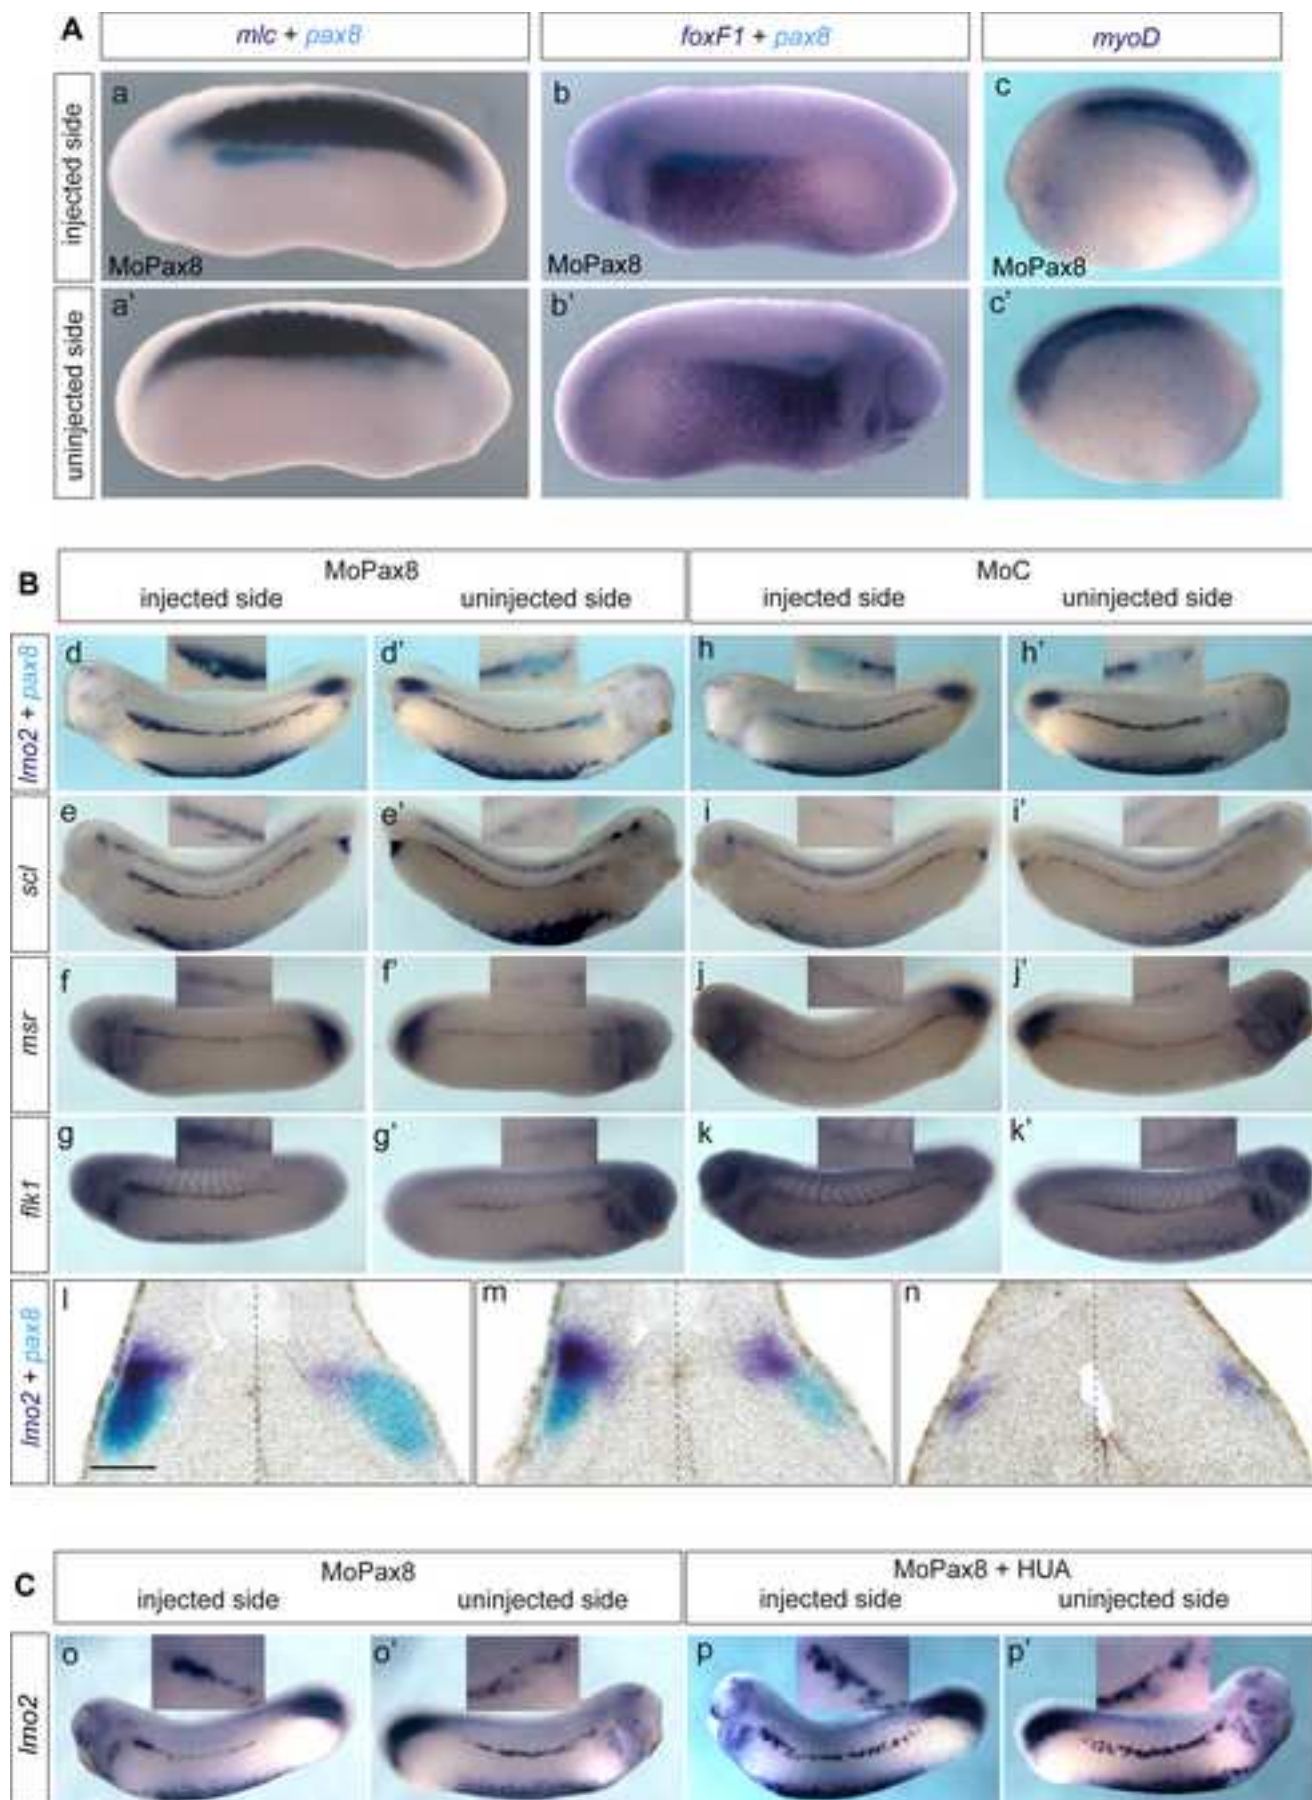 A
mlc + pax8
foxF1 + pax8
myoD
injected side
a
MoPax8
b
MoPax8
c
MoPax8
uninjected side
a'
b'
c'
B
MoPax8
injected side
uninjected side
MoC
injected side
uninjected side
lmo2 + pax8
d
d'
h
h'
scl
e
e'
i
i'
msr
f
f'
j
j'
flk1
g
g'
k
k'
lmo2 + pax8
l
m
n
C
MoPax8
injected side
uninjected side
MoPax8 + HUA
injected side
uninjected side
lmo2
o
o'
p
p'